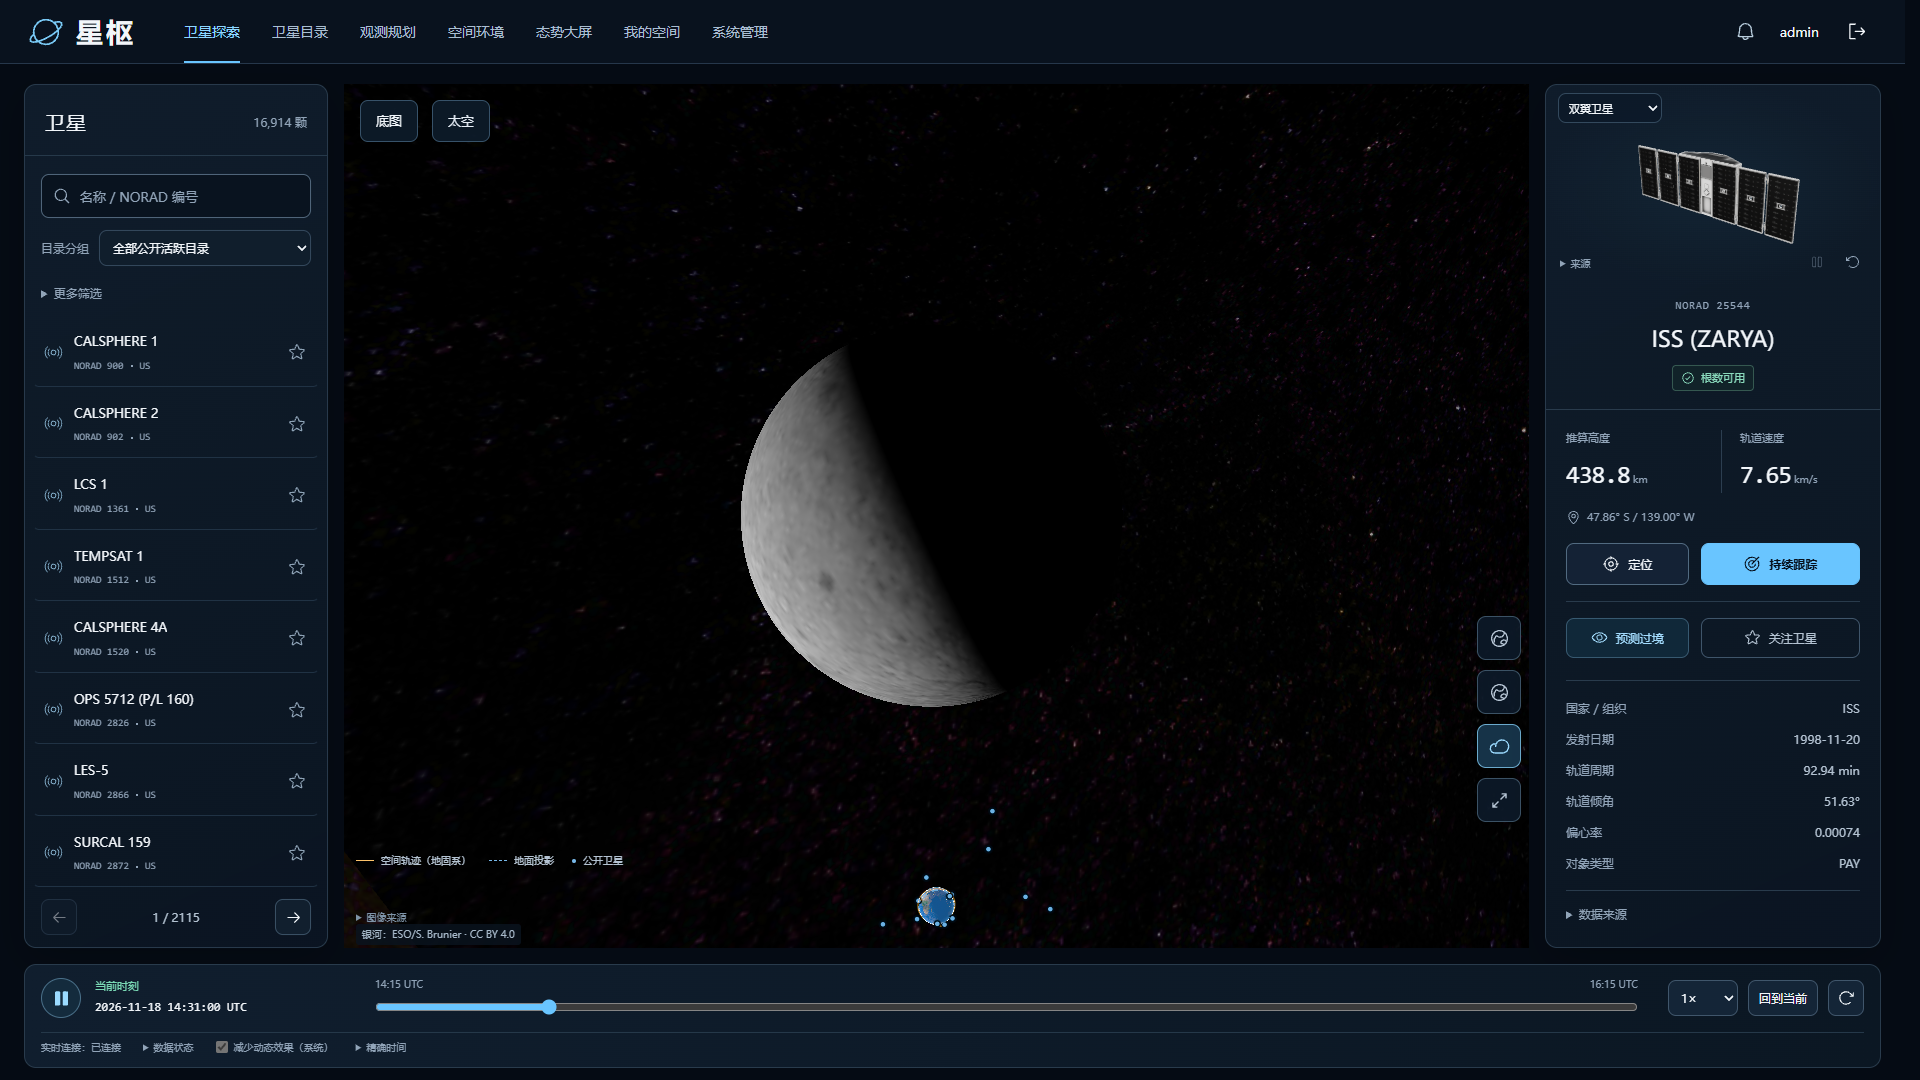 星枢
卫星探索
卫星目录
观测规划
空间环境
态势大屏
我的空间
系统管理
admin
卫星
16,914 颗
名称 / NORAD 编号
目录分组
全部公开活跃目录
更多筛选
CALSPHERE 1
NORAD 900 • US
CALSPHERE 2
NORAD 902 • US
LCS 1
NORAD 1361 • US
TEMPSAT 1
NORAD 1512 • US
CALSPHERE 4A
NORAD 1520 • US
OPS 5712 (P/L 160)
NORAD 2826 • US
LES-5
NORAD 2866 • US
SURCAL 159
NORAD 2872 • US
1 / 2115
底图
太空
空间轨迹（地固系）
地面投影
公开卫星
图像来源
银河：ESO/S. Brunier · CC BY 4.0
双翼卫星
来源
NORAD 25544
ISS (ZARYA)
根数可用
推算高度
438.8 km
轨道速度
7.65 km/s
47.86° S / 139.00° W
定位
持续跟踪
预测过境
关注卫星
国家 / 组织
ISS
发射日期
1998-11-20
轨道周期
92.94 min
轨道倾角
51.63°
偏心率
0.00074
对象类型
PAY
数据来源
当前时刻
2026-11-18 14:31:00 UTC
14:15 UTC
16:15 UTC
1×
回到当前
实时连接：已连接
数据状态
减少动态效果（系统）
精确时间